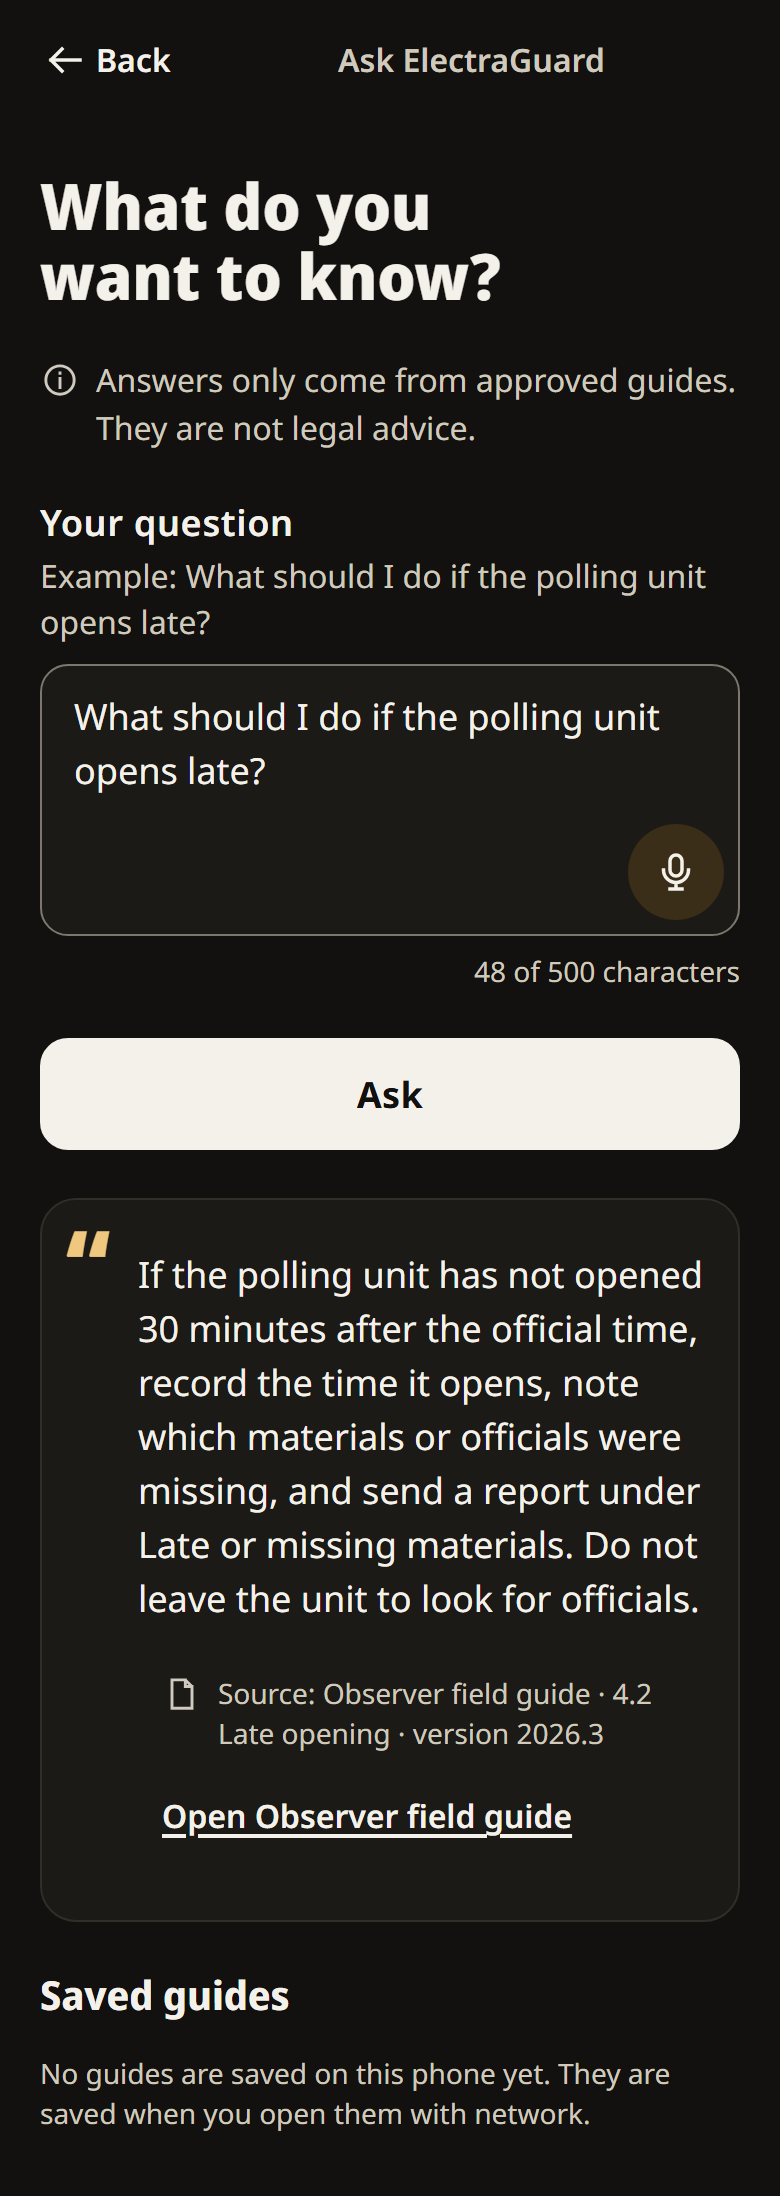 Back
Ask ElectraGuard
What do you
want to know?
Answers only come from approved guides.
They are not legal advice.
Your question
Example: What should I do if the polling unit
opens late?
What should I do if the polling unit
opens late?
48 of 500 characters
Ask
“
If the polling unit has not opened
30 minutes after the official time,
record the time it opens, note
which materials or officials were
missing, and send a report under
Late or missing materials. Do not
leave the unit to look for officials.
Source: Observer field guide · 4.2
Late opening · version 2026.3
Open Observer field guide
Saved guides
No guides are saved on this phone yet. They are
saved when you open them with network.